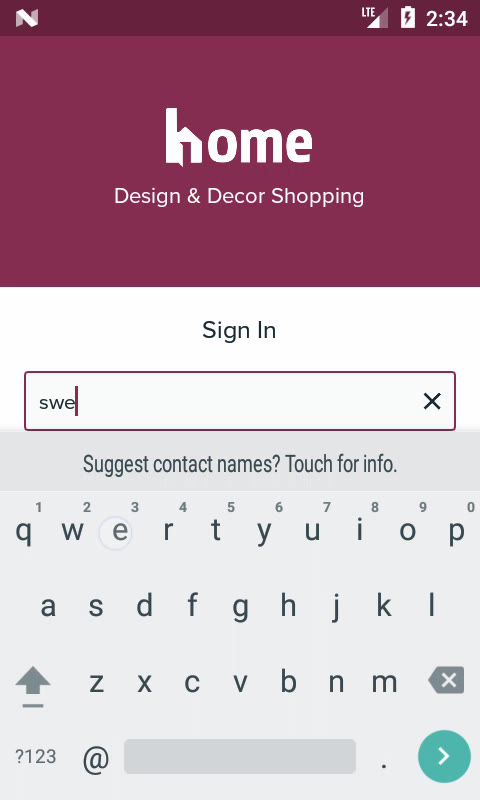 LTE 2:34
home
Design & Decor Shopping
Sign In
swe
Suggest contact names? Touch for info.
1 2 3 4 5 6 7 8 9 0
q w e r t y u i o p
a s d f g h j k l
z x c v b n m
?123 @ .